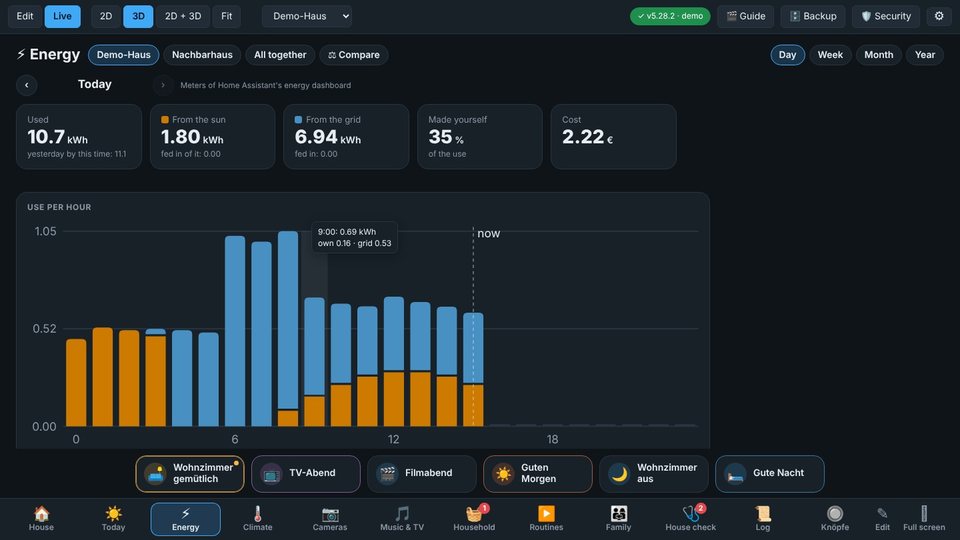 Edit Live 2D 3D 2D + 3D Fit Demo-Haus ✓ v5.28.2 · demo Guide Backup Security
Energy Demo-Haus Nachbarhaus All together Compare Day Week Month Year
‹ Today › Meters of Home Assistant's energy dashboard
Used
10.7 kWh
yesterday by this time: 11.1
From the sun
1.80 kWh
fed in of it: 0.00
From the grid
6.94 kWh
fed in: 0.00
Made yourself
35 %
of the use
Cost
2.22 €
USE PER HOUR
1.05
9:00: 0.69 kWh
own 0.16 · grid 0.53
now
0.52
0.00
0 6 12 18
Wohnzimmer
gemütlich
TV-Abend
Filmabend
Guten
Morgen
Wohnzimmer
aus
Gute Nacht
House Today Energy Climate Cameras Music & TV Household 1 Routines Family House check 2 Log Knöpfe Edit Full screen